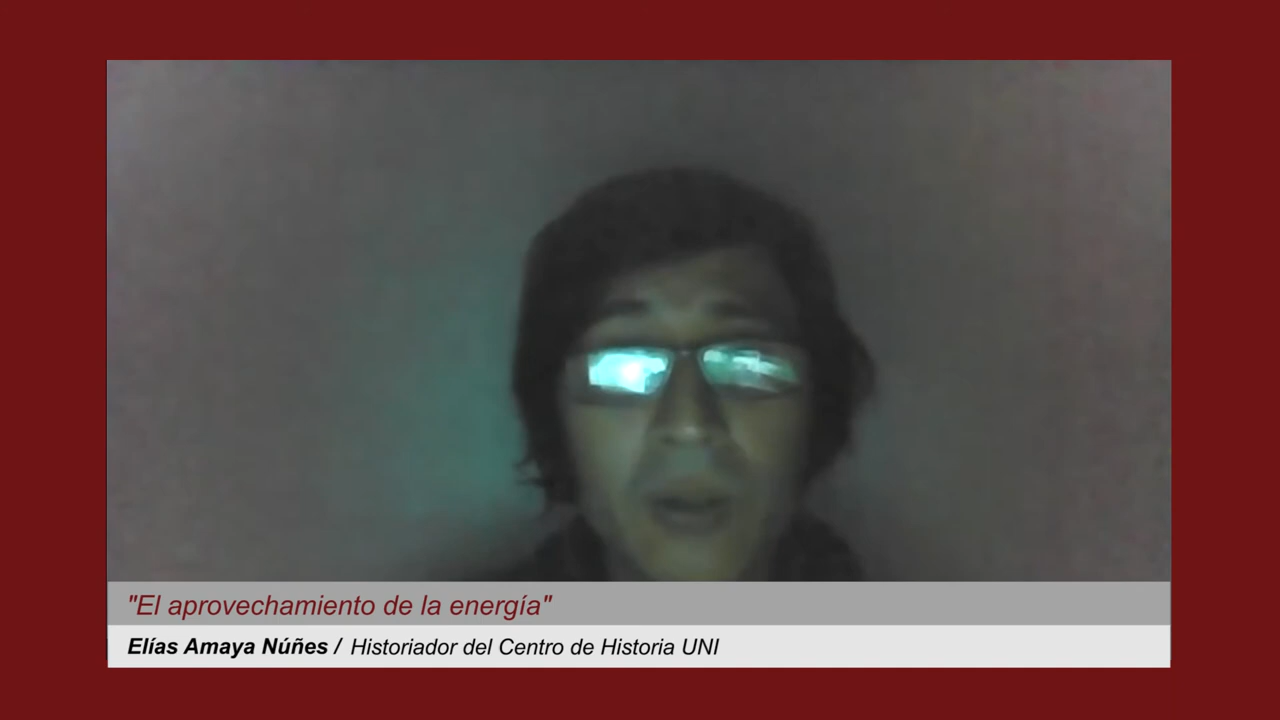 "El aprovechamiento de la energía"
Elías Amaya Núñes / Historiador del Centro de Historia UNI